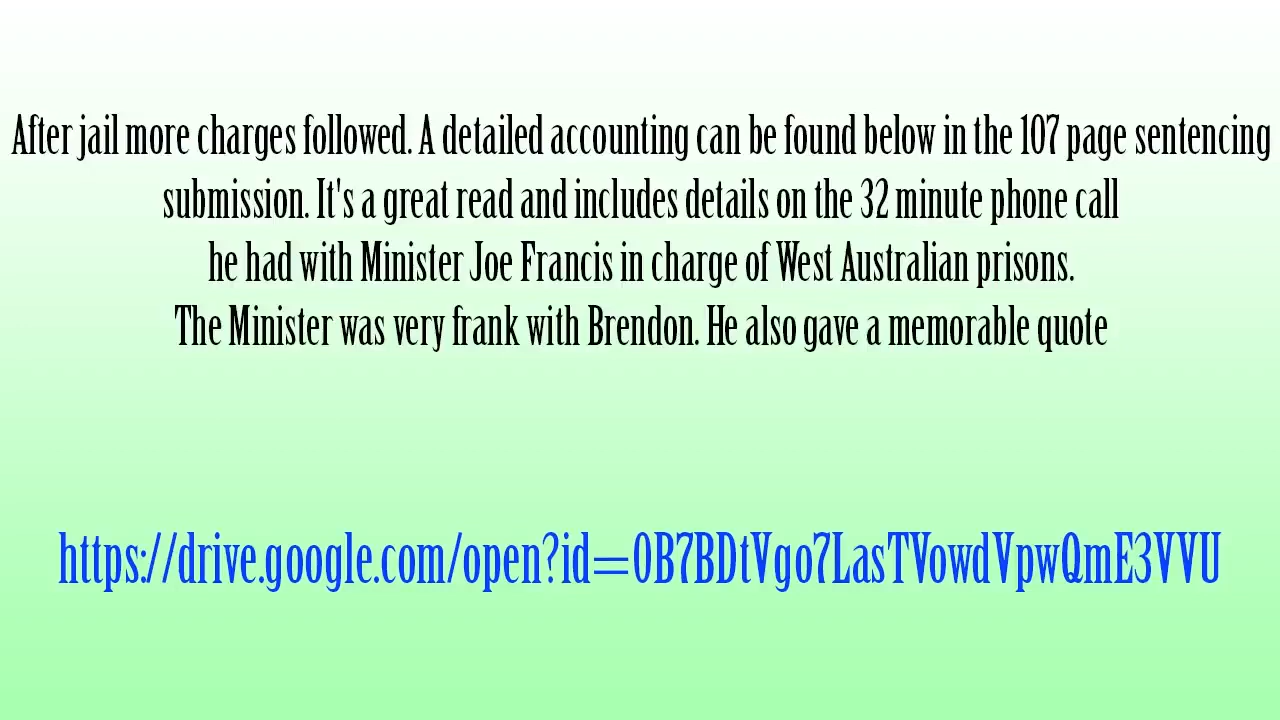 After jail more charges followed. A detailed accounting can be found below in the 107 page sentencing
submission. It's a great read and includes details on the 32 minute phone call
he had with Minister Joe Francis in charge of West Australian prisons.
The Minister was very frank with Brendon. He also gave a memorable quote
https://drive.google.com/open?id=0B7BDtVgo7LasTVowdVpwQmE3VVU